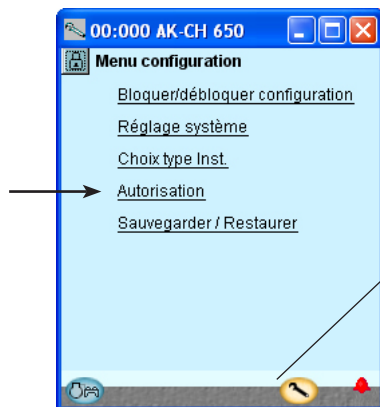 00:000 AK-CH 650
Menu configuration
Bloquer/débloquer configuration
Réglage système
Choix type Inst.
Autorisation
Sauvegarder / Restaurer